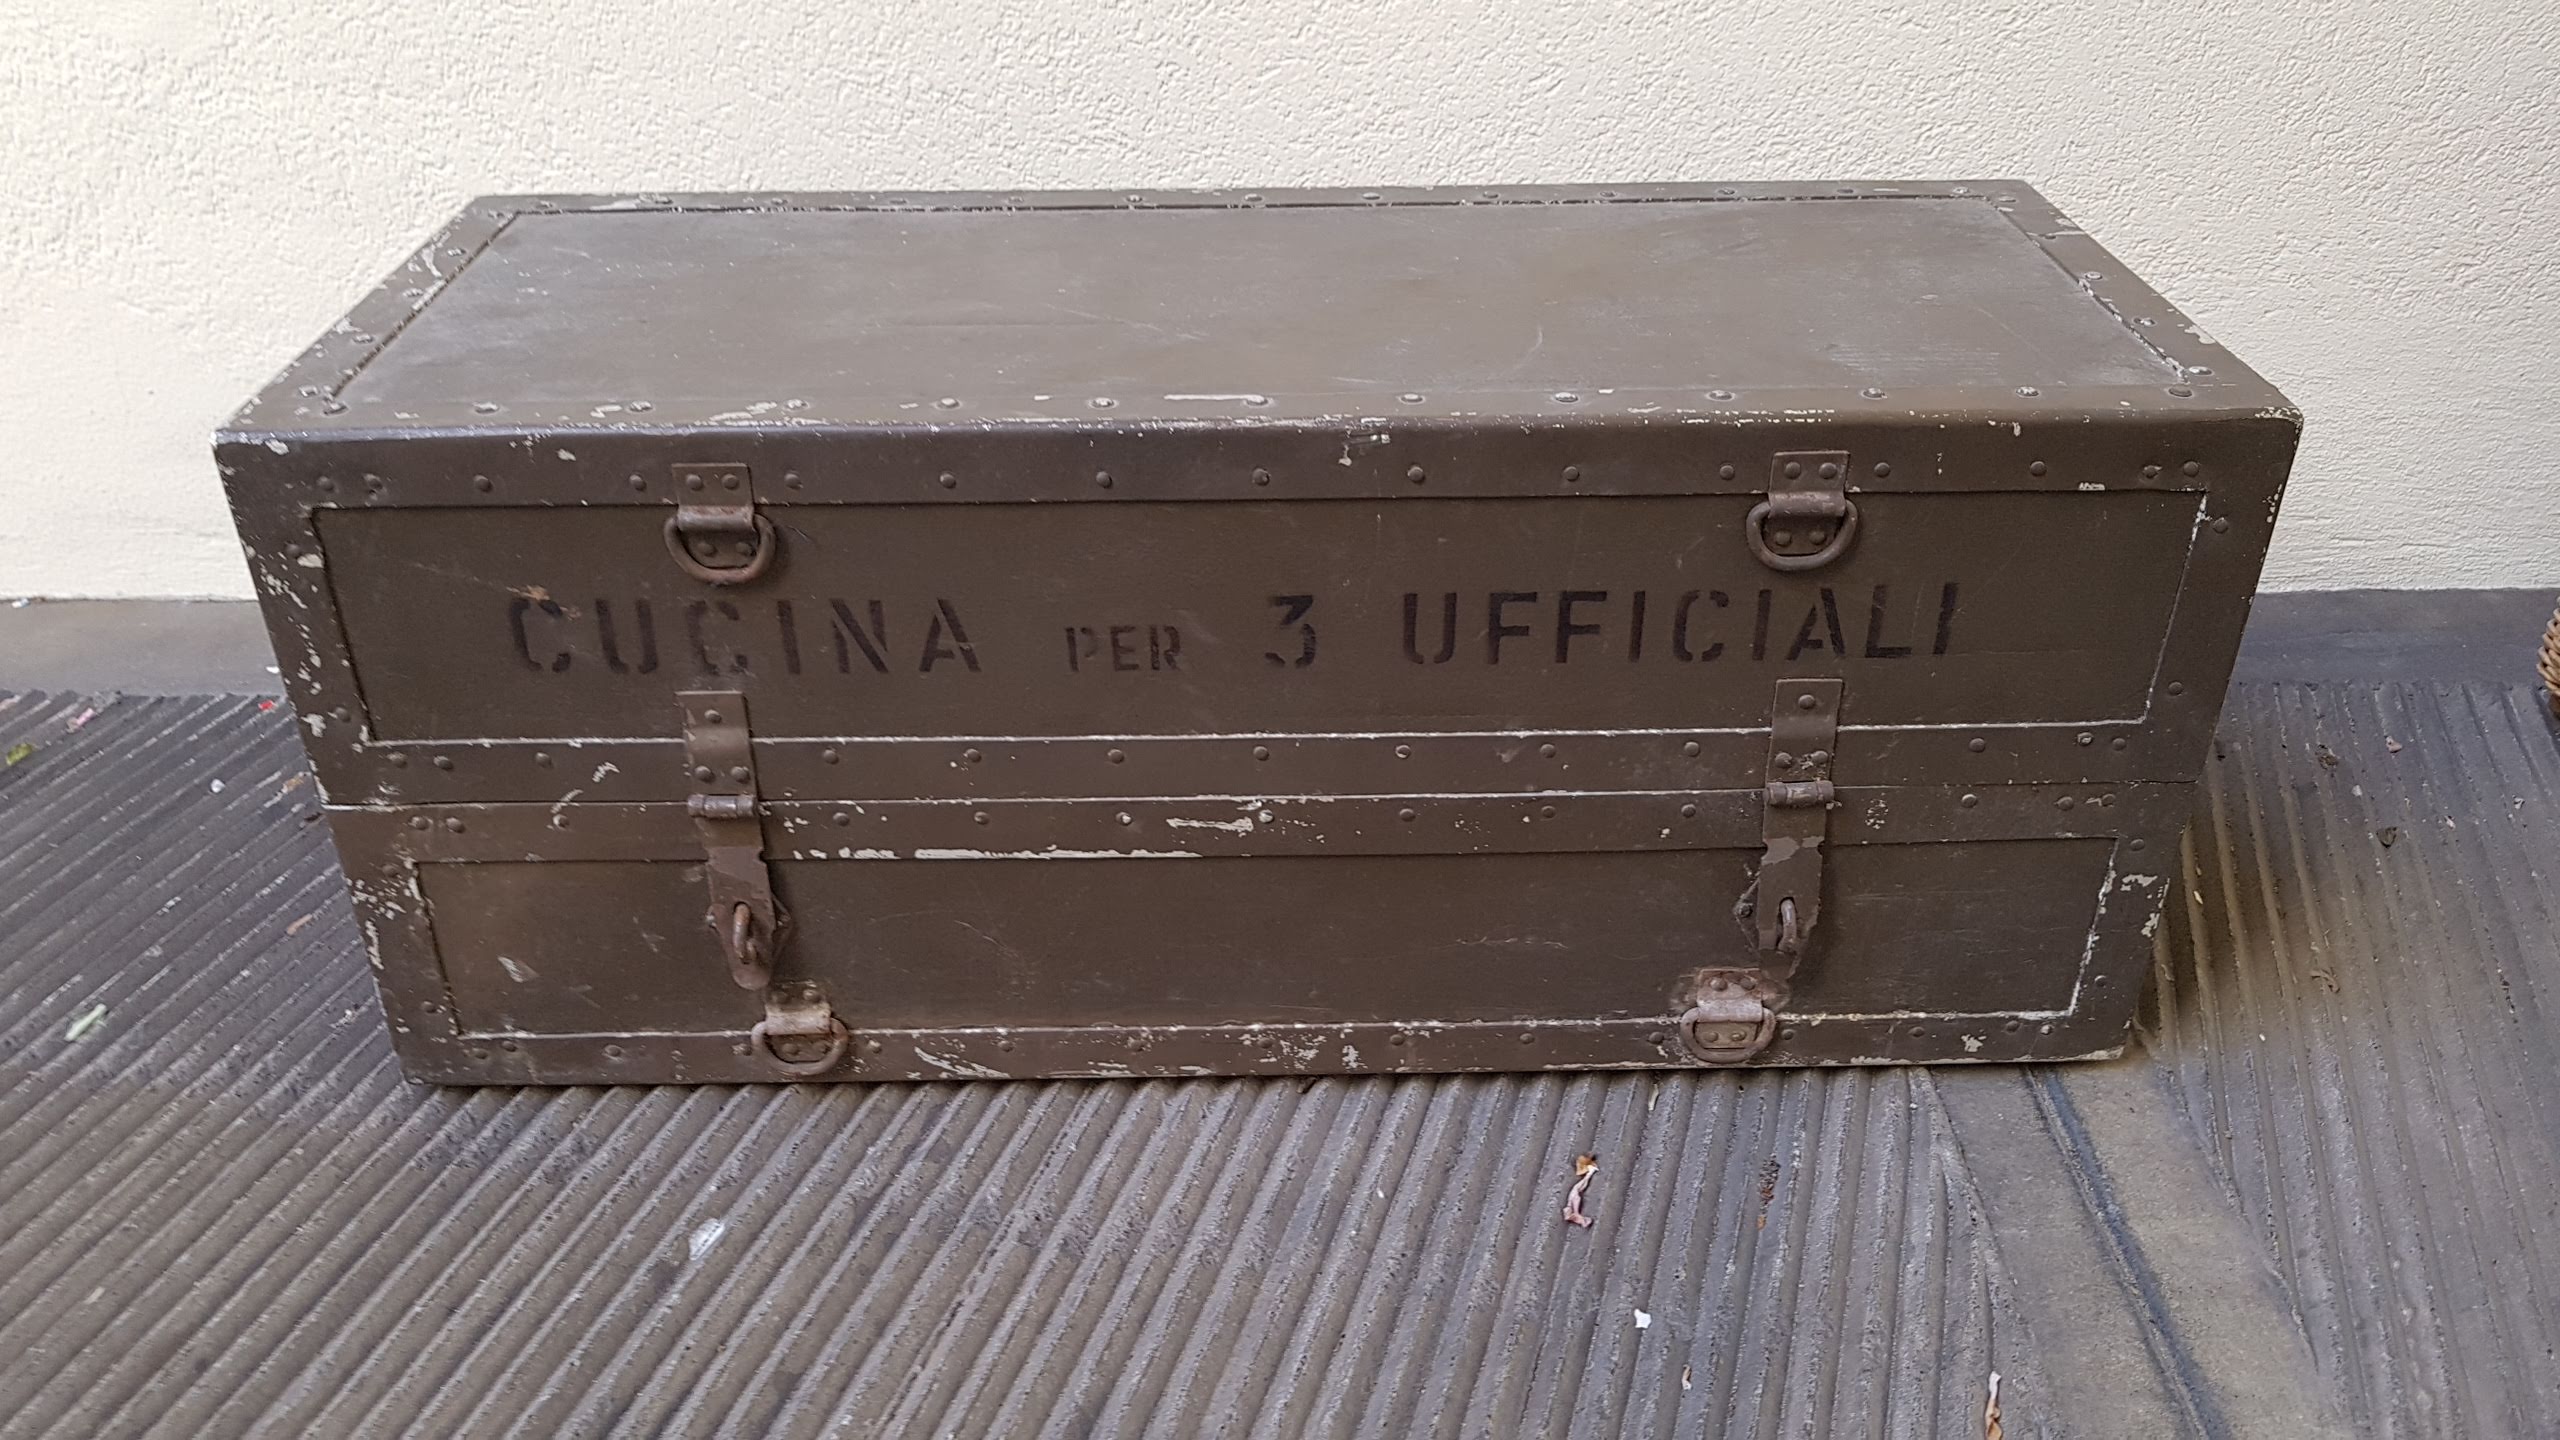 CUCINA PER 3 UFFICIALI